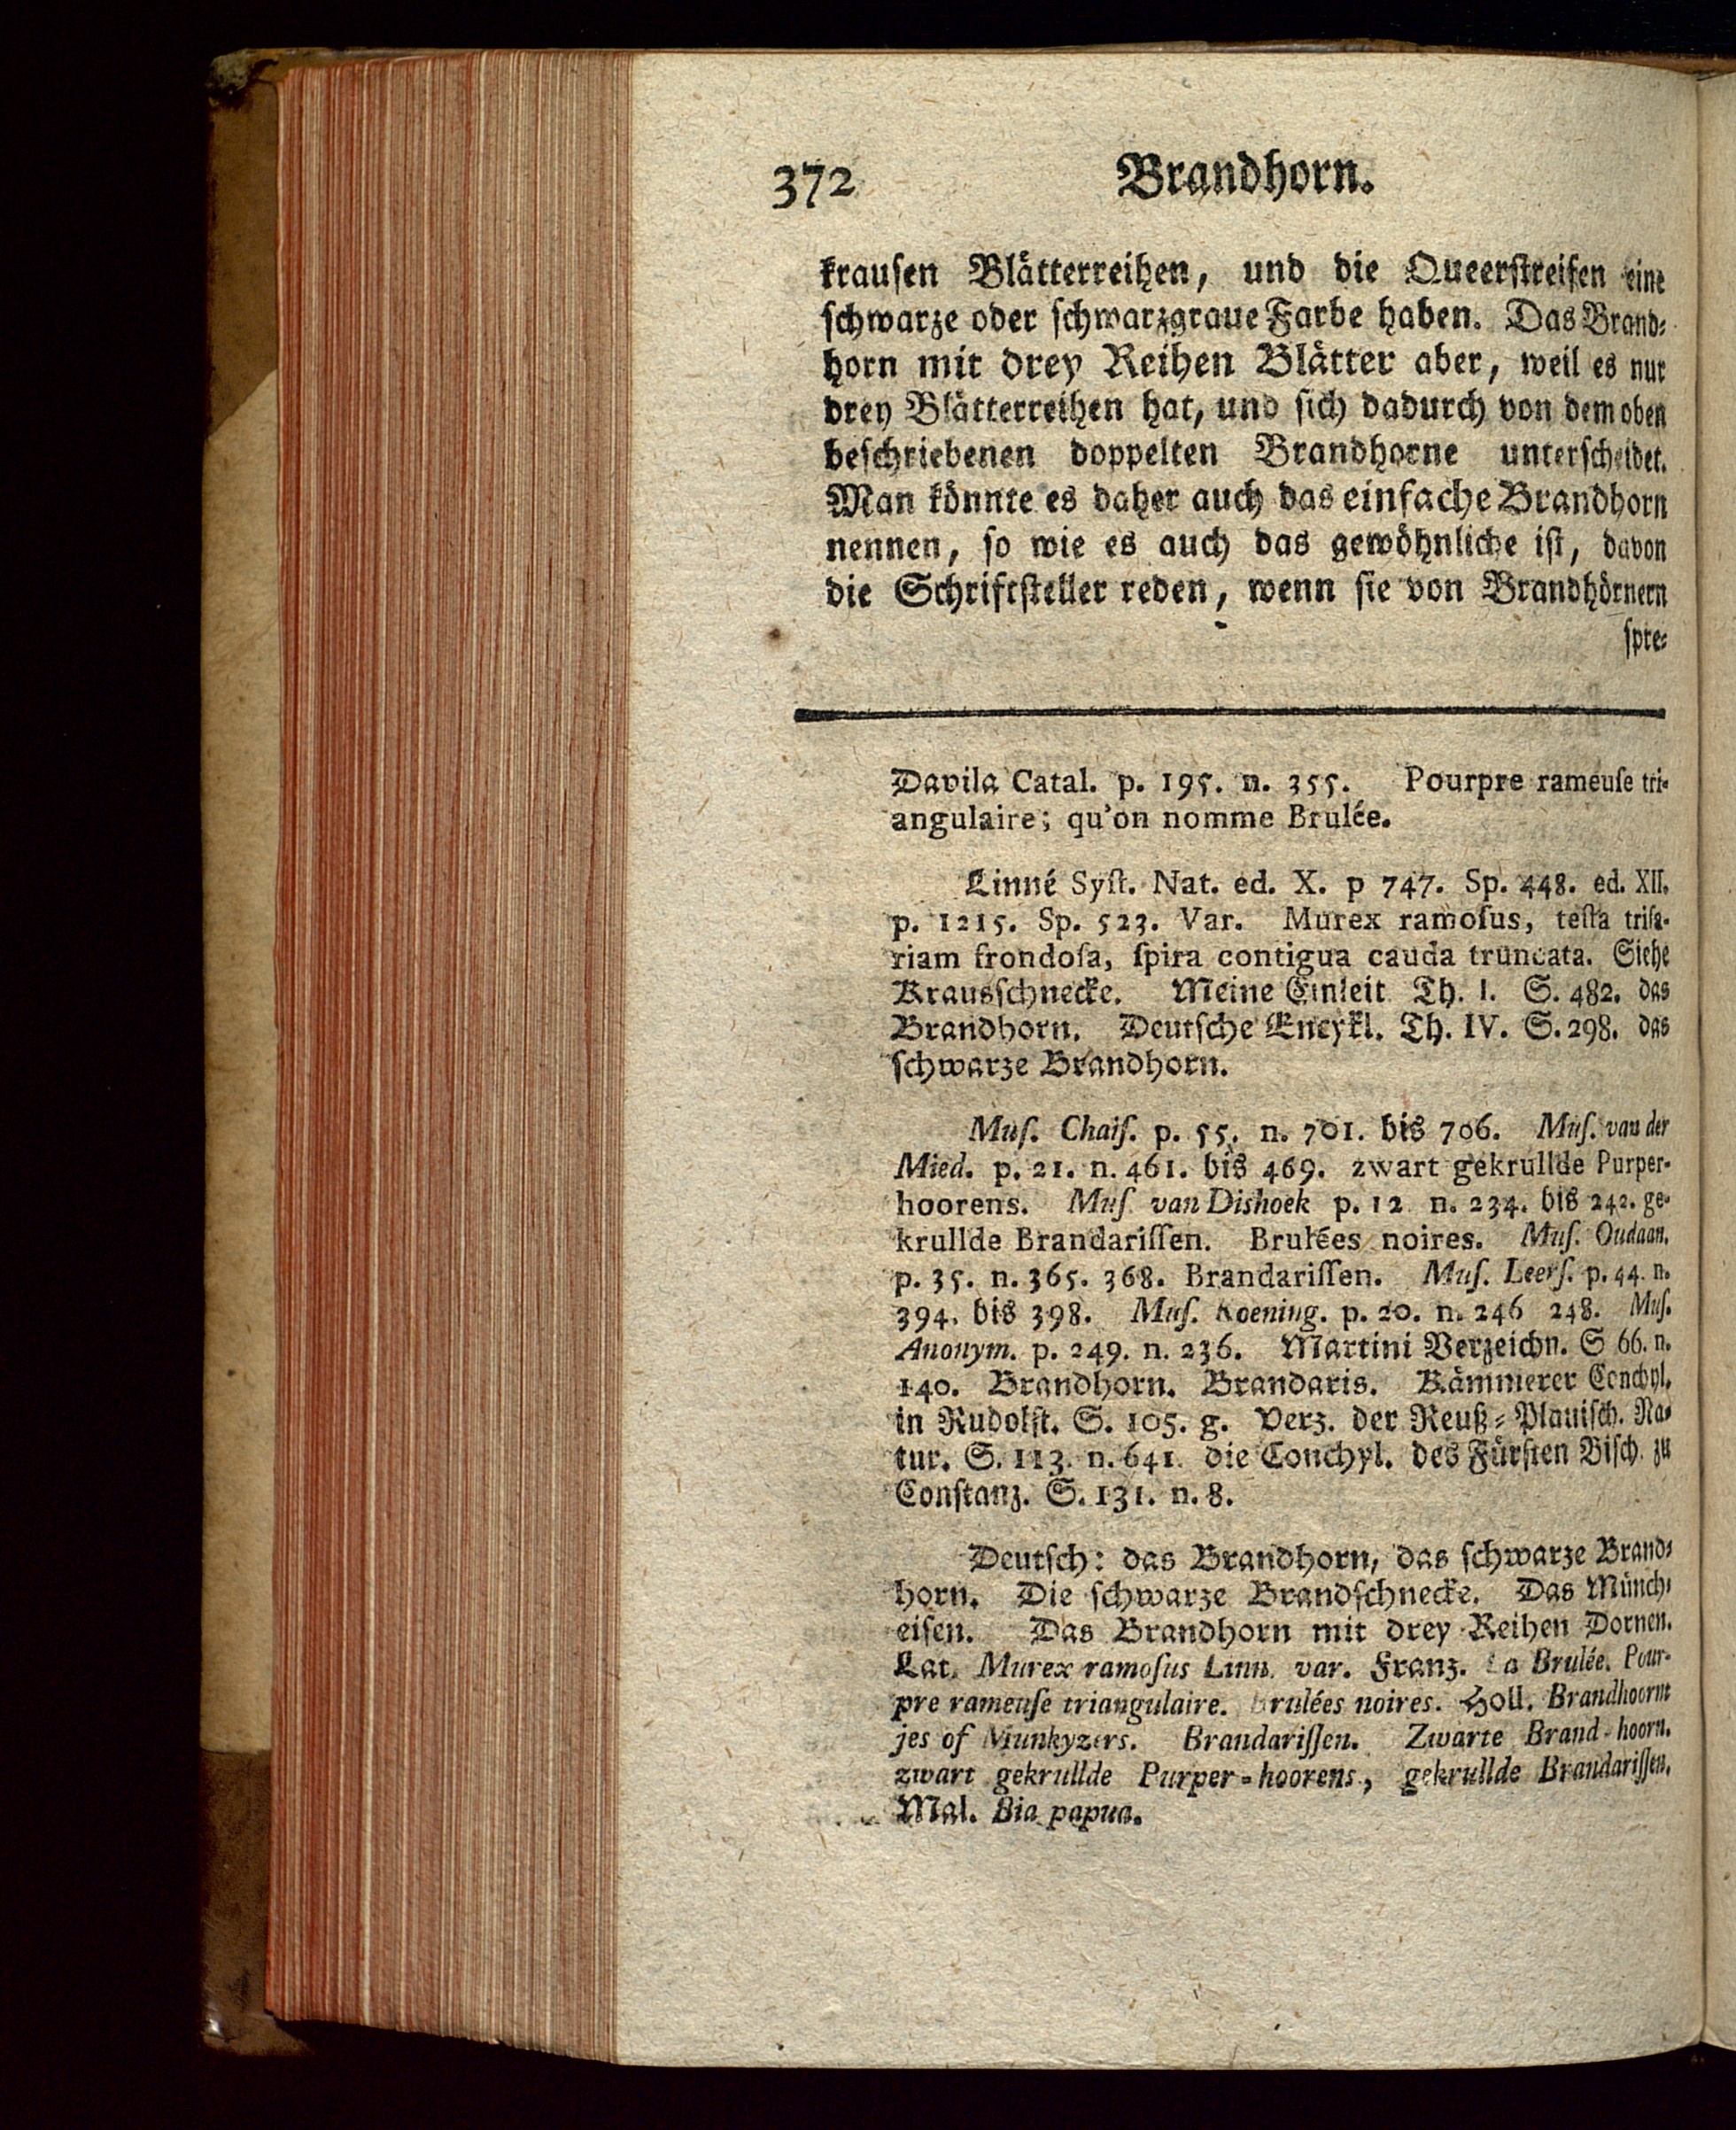 372 Brandhorn.
krausen Blätterreihen, und die Queerstreifen eine
schwarze oder schwarzgraue Farbe haben. Das Brand⸗
horn mit drey Reihen Blätter aber, weil es nur
drey Blätterreihen hat, und sich dadurch von dem oben
beschriebenen doppelten Brandhorne unterscheidet.
Man könnte es daher auch das einfache Brandhorn
nennen, so wie es auch das gewöhnliche ist, davon
die Schriftsteller reden, wenn sie von Brandhörnern
spre⸗
Davila Catal. p. 195. n. 355. Pourpre rameuſe tri-
angulaire; qu'on nomme Brulée.
Linné Syſt. Nat. ed. X. p 747. Sp. 448. ed. XII.
p. 1215. Sp. 523. Var. Murex ramoſus, teſta trifa-
riam frondoſa, ſpira contigua cauda truncata. Siehe
Krausschnecke. Meine Einleit Th. I. S. 482. das
Brandhorn. Deutsche Encykl. Th. IV. S. 298. das
schwarze Brandhorn.
Muſ. Chaiſ. p. 55. n. 701. bis 706. Muſ. van der
Mied. p. 21. n. 461. bis 469. zwart gekrullde Purper-
hoorens. Muſ van Dishoek p. 12 n. 234. bis 242. ge-
krullde Brandariſſen. Brulées noires. Muſ. Oudaan.
p. 35. n. 365. 368. Brandariſſen. Muſ. Leerſ. p. 44. n.
394. bis 398. Muſ. Koening. p. 20. n. 246 248. Muſ.
Anonym. p. 249. n. 236. Martini Verzeichn. S 66. n.
140. Brandhorn. Brandaris. Kämmerer Conchyl.
in Rudolst. S. 105. g. Verz. der Reuß⸗Plauisch. Na⸗
tur. S. 113. n. 641. die Conchyl. des Fürsten Bisch. zu
Constanz. S. 131. n. 8.
Deutsch: das Brandhorn, das schwarze Brand⸗
horn. Die schwarze Brandschnecke. Das Münch⸗
eisen. Das Brandhorn mit drey Reihen Dornen.
Lat. Murex ramoſus Linn. var. Franz. La Brulée. Pour-
pre rameuſe triangulaire. Brulées noires. Holl. Brandhoornt
jes of Munkyzers. Brandariſſen. Zwarte Brand-hoorn.
zwart gekrullde Purper-hoorens, gekrullde Brandariſſen.
Mal. Bia papua.